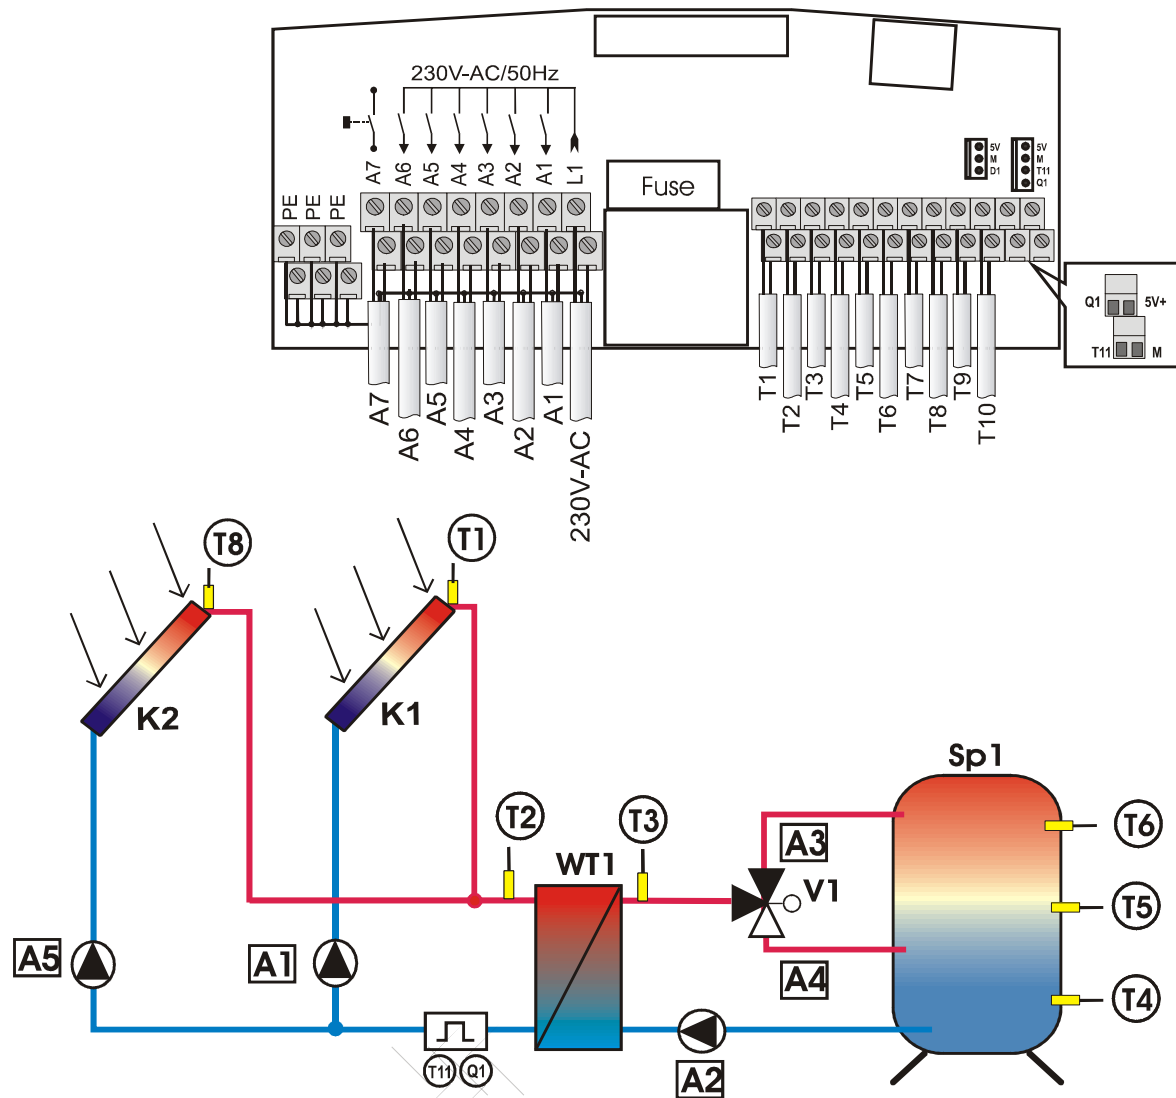 230V-AC/50Hz
A7 A6 A5 A4 A3 A2 A1 L1
PE PE PE
Fuse
5V
M
D1
5V
M
T11
Q1
Q1 5V+
T11 M
A7 A6 A5 A4 A3 A2 A1 230V-AC
T1 T2 T3 T4 T5 T6 T7 T8 T9 T10
T8 T1
K2 K1
Sp1
T2 T3 T6
WT1 A3 V1
T5
A5 A1 A4
T4
T11 Q1 A2